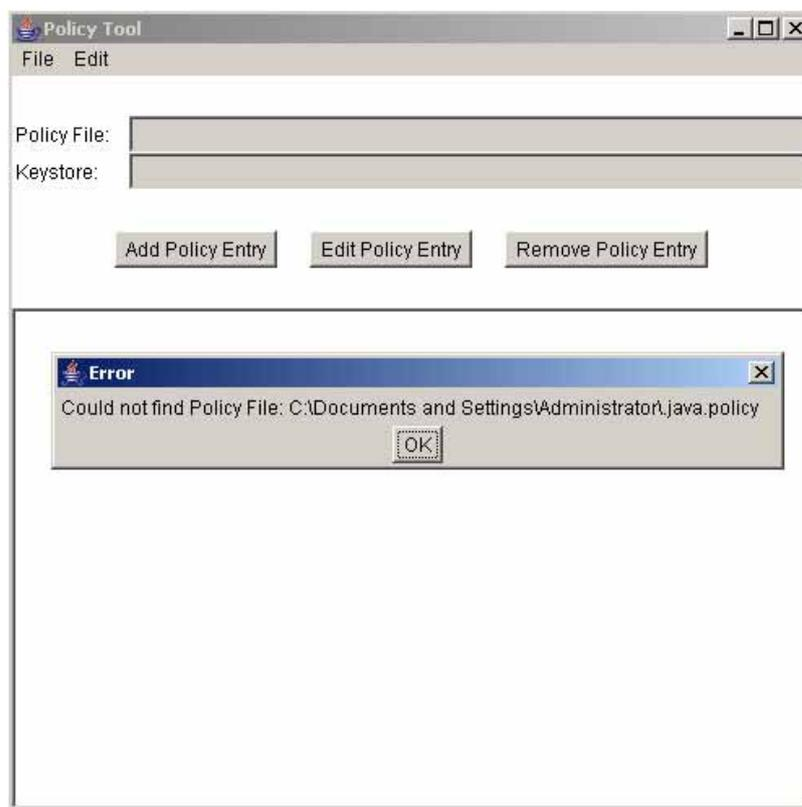 Policy Tool
File Edit
Policy File:
Keystore:
Add Policy Entry Edit Policy Entry Remove Policy Entry
Error
Could not find Policy File: C:\Documents and Settings\Administrator\.java.policy
OK